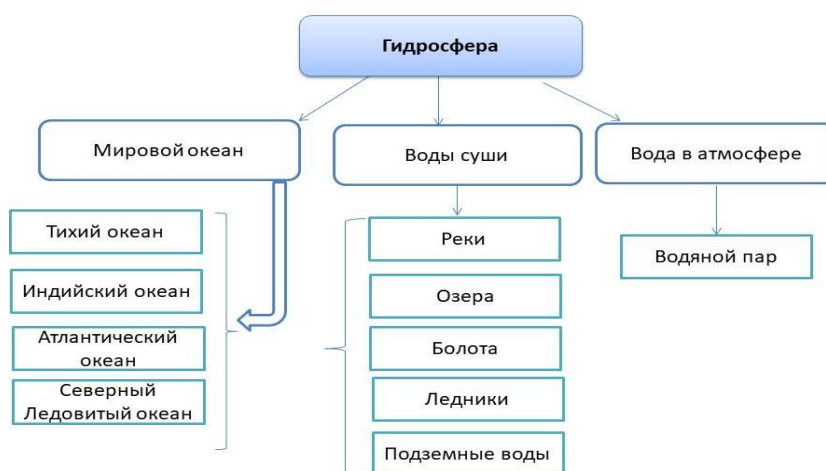 Гидросфера
Мировой океан
Воды суши
Вода в атмосфере
Тихий океан
Индийский океан
Атлантический
океан
Северный
Ледовитый океан
Реки
Озера
Болота
Ледники
Подземные воды
Водяной пар